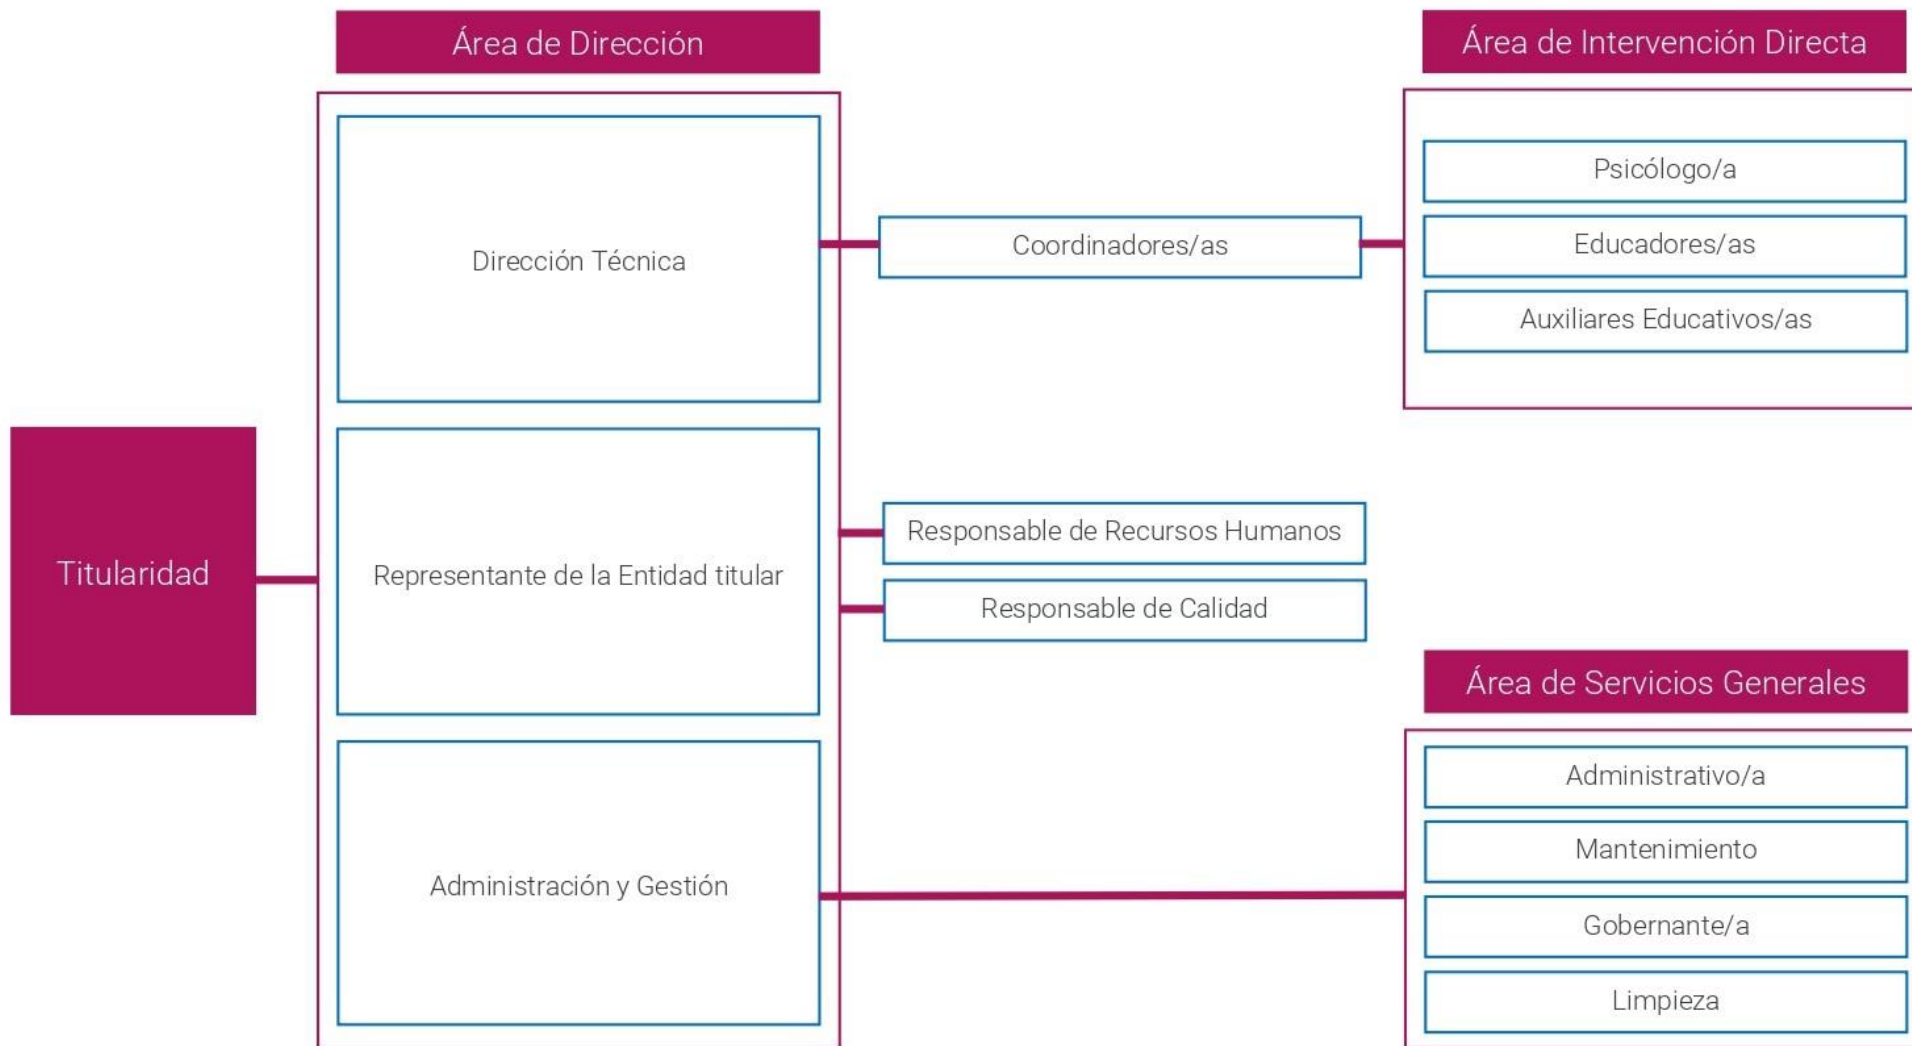 Área de Dirección
Área de Intervención Directa
Dirección Técnica
Coordinadores/as
Psicólogo/a
Educadores/as
Auxiliares Educativos/as
Titularidad
Representante de la Entidad titular
Responsable de Recursos Humanos
Responsable de Calidad
Área de Servicios Generales
Administración y Gestión
Administrativo/a
Mantenimiento
Gobernante/a
Limpieza